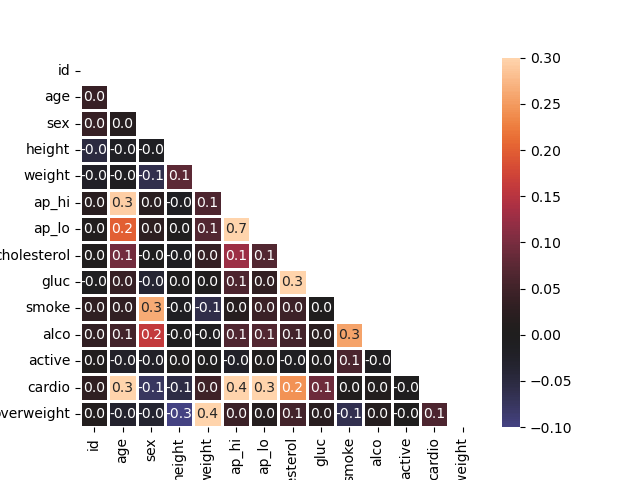 id
age 0.0
sex 0.0 0.0
height -0.0 -0.0 -0.0
weight -0.0 -0.0 -0.1 0.1
ap_hi 0.0 0.3 0.0 -0.0 0.1
ap_lo 0.0 0.2 0.0 0.0 0.1 0.7
cholesterol 0.0 0.1 -0.0 -0.0 0.0 0.1 0.1
gluc -0.0 0.0 -0.0 0.0 0.0 0.1 0.0 0.3
smoke 0.0 0.0 0.3 -0.0 -0.1 0.0 0.0 0.0 0.0
alco 0.0 0.1 0.2 -0.0 -0.0 0.1 0.1 0.1 0.0 0.3
active 0.0 -0.0 -0.0 0.0 0.0 -0.0 0.0 -0.0 0.0 0.1 -0.0
cardio 0.0 0.3 -0.1 -0.1 0.0 0.4 0.3 0.2 0.1 0.0 0.0 -0.0
overweight 0.0 -0.0 -0.0 -0.3 0.4 0.0 0.0 0.1 0.0 -0.1 0.0 -0.0 0.1
id age sex height weight ap_hi ap_lo esterol gluc smoke alco active cardio weight
0.30
0.25
0.20
0.15
0.10
0.05
0.00
−0.05
−0.10